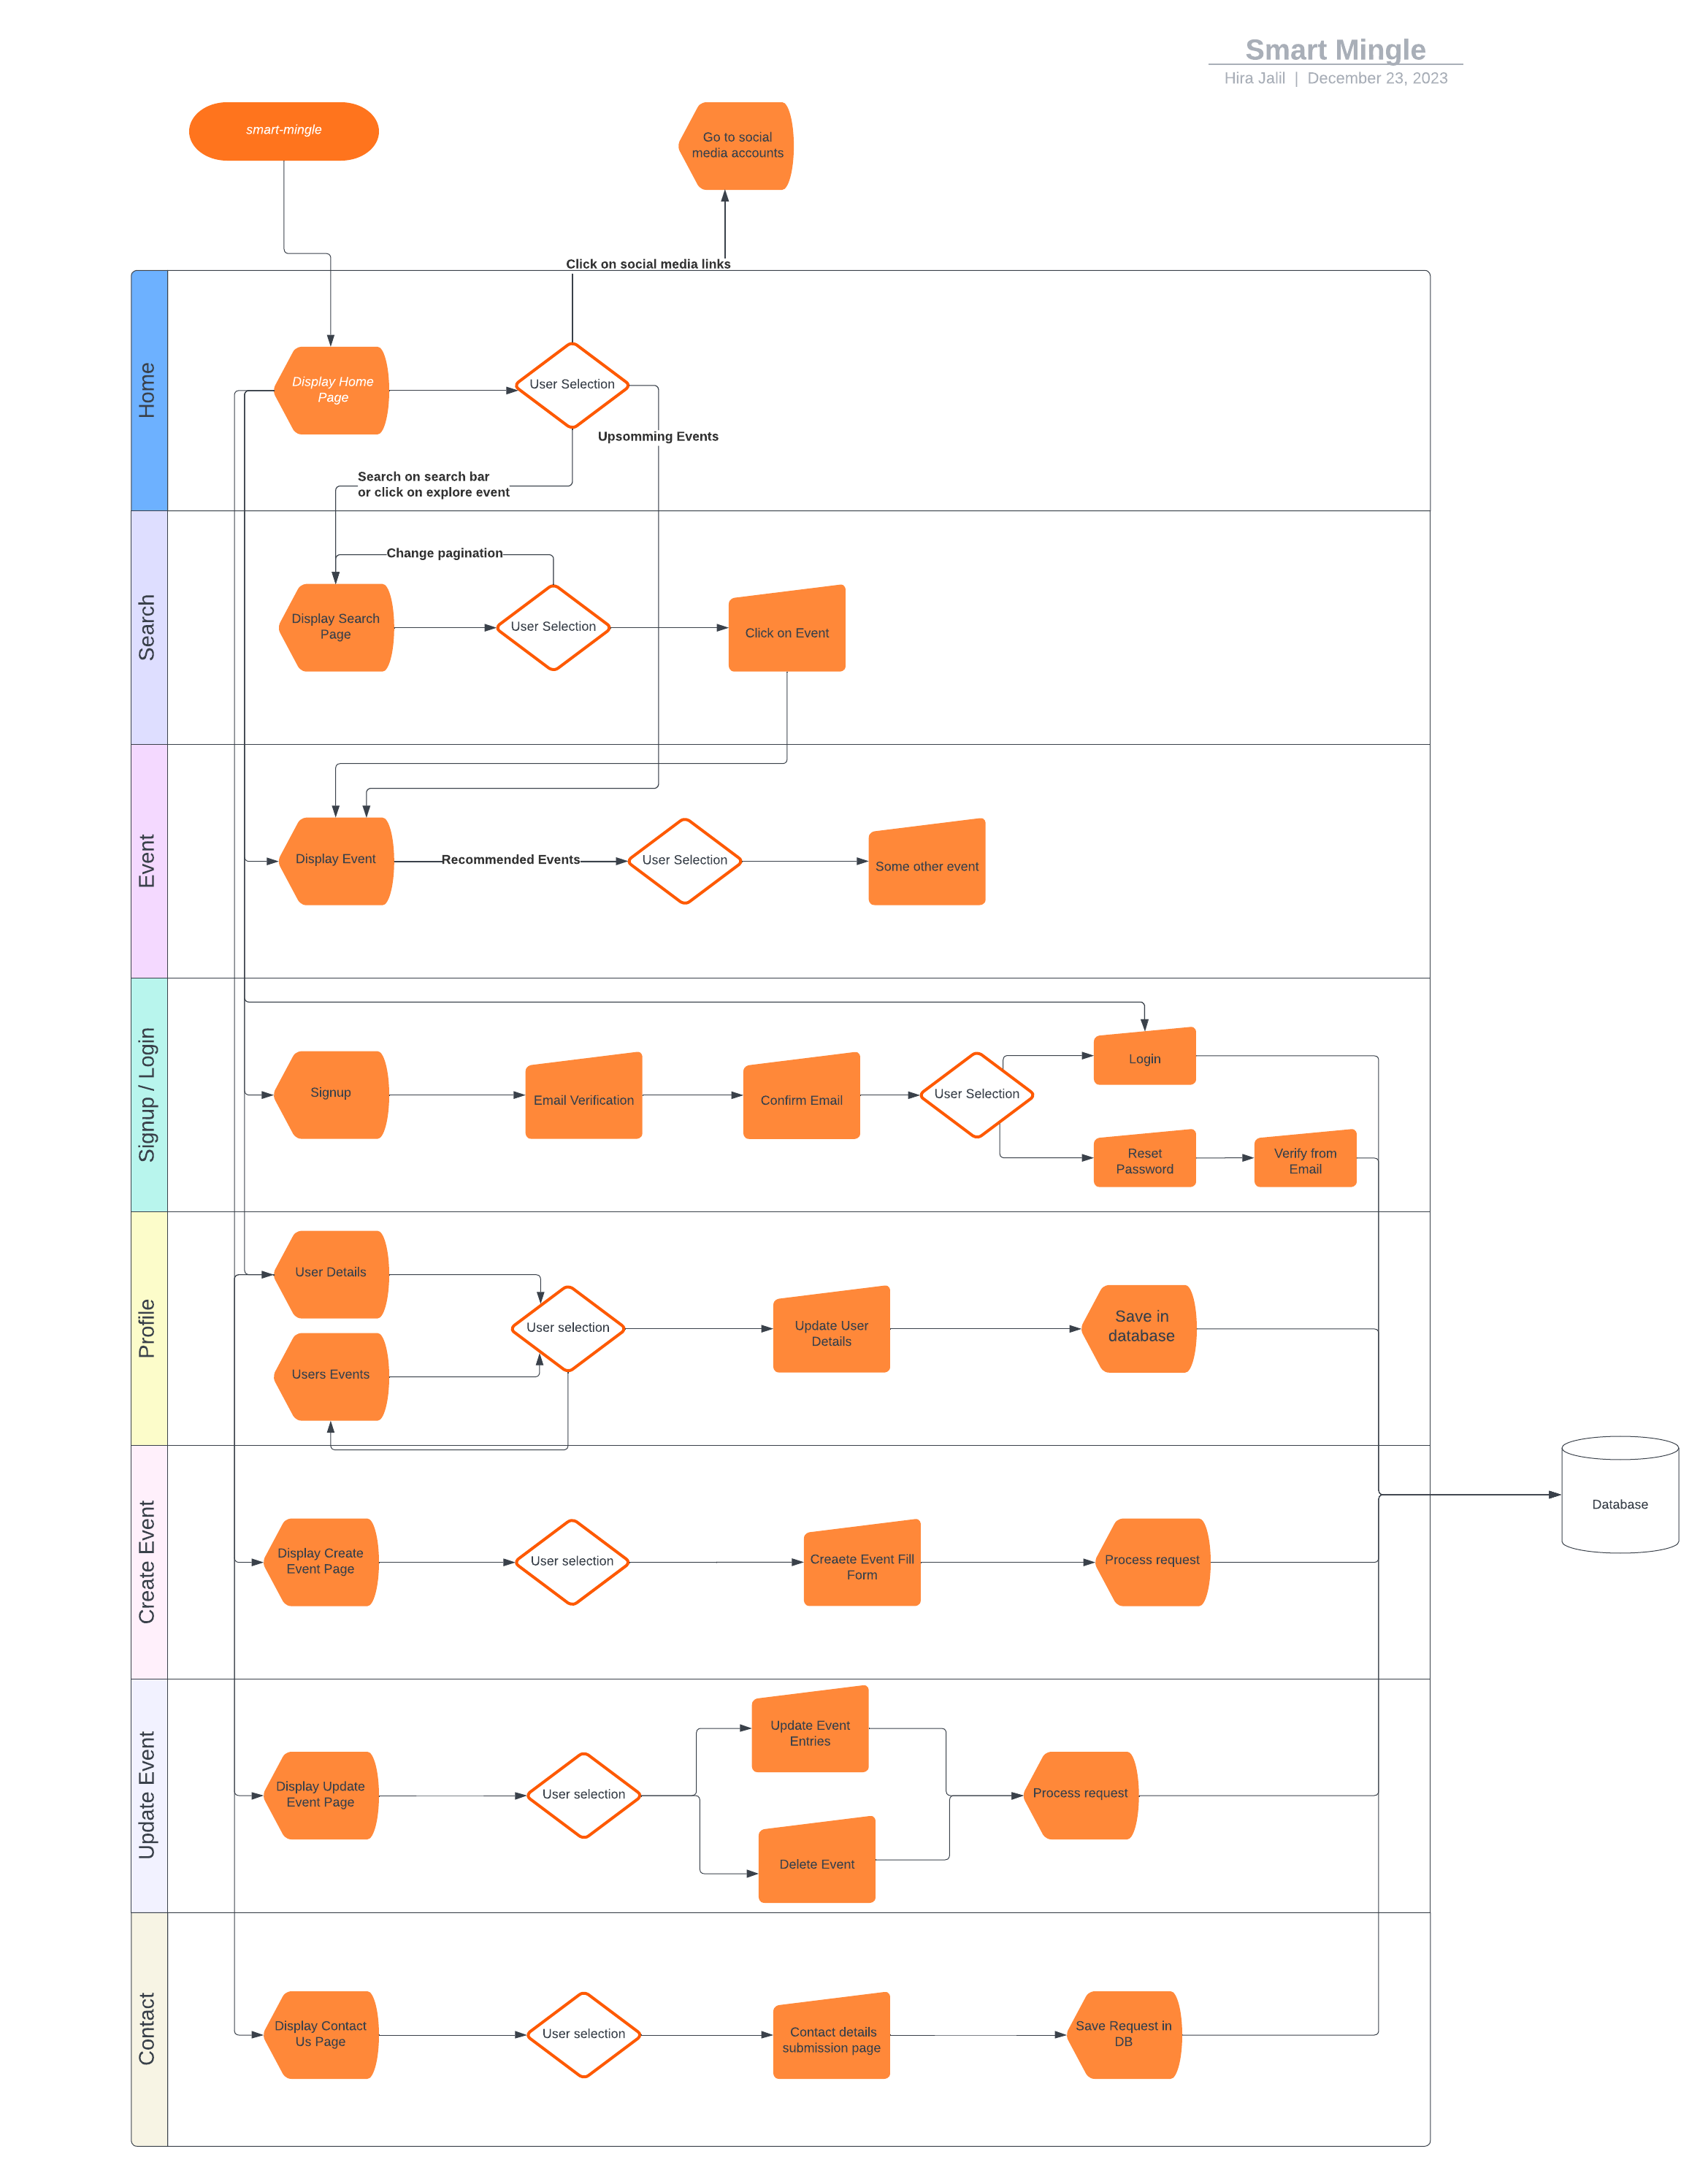 Smart Mingle
Hira Jalil | December 23, 2023
smart-mingle
Go to social
media accounts
Click on social media links
Home
Display Home
Page
User Selection
Upsomming Events
Search on search bar
or click on explore event
Search
Change pagination
Display Search
Page
User Selection
Click on Event
Event
Display Event
Recommended Events
User Selection
Some other event
Signup / Login
Signup
Email Verification
Confirm Email
User Selection
Login
Reset
Password
Verify from
Email
Profile
User Details
Users Events
User selection
Update User
Details
Save in
database
Database
Create Event
Display Create
Event Page
User selection
Creaete Event Fill
Form
Process request
Update Event
Display Update
Event Page
User selection
Update Event
Entries
Delete Event
Process request
Contact
Display Contact
Us Page
User selection
Contact details
submission page
Save Request in
DB